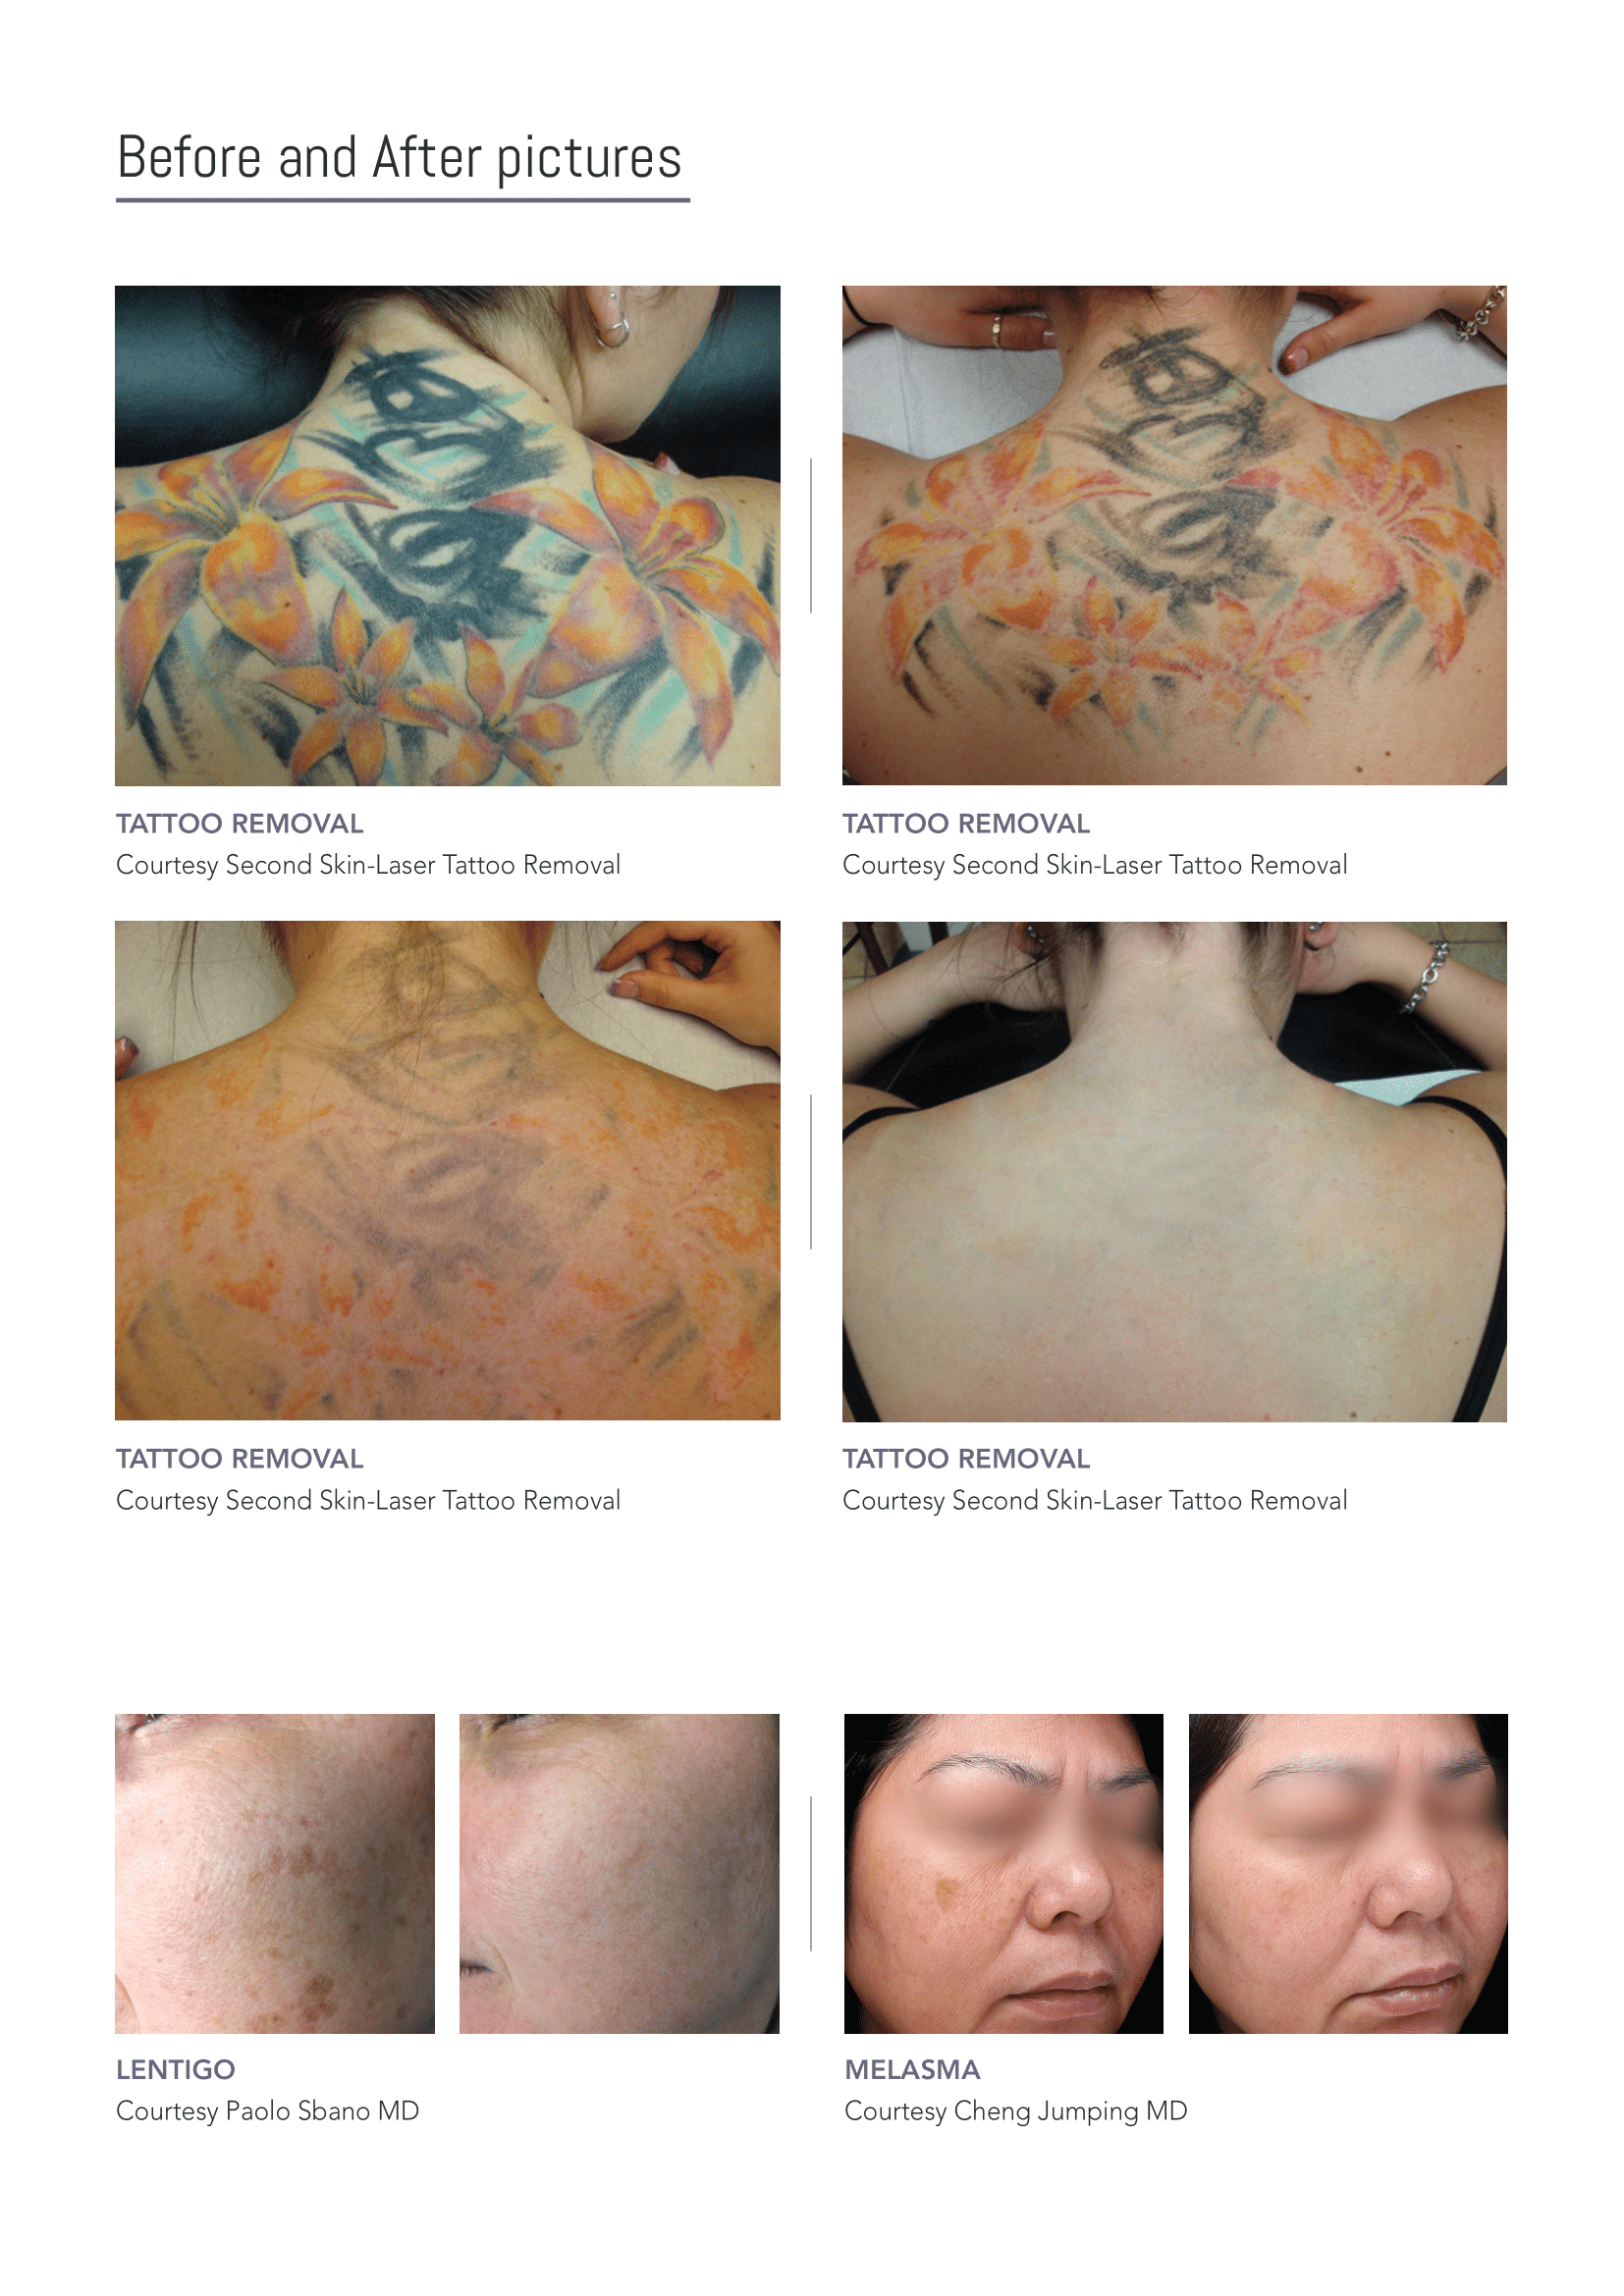 Before and After pictures
TATTOO REMOVAL
Courtesy Second Skin-Laser Tattoo Removal
TATTOO REMOVAL
Courtesy Second Skin-Laser Tattoo Removal
TATTOO REMOVAL
Courtesy Second Skin-Laser Tattoo Removal
TATTOO REMOVAL
Courtesy Second Skin-Laser Tattoo Removal
LENTIGO
Courtesy Paolo Sbano MD
MELASMA
Courtesy Cheng Jumping MD